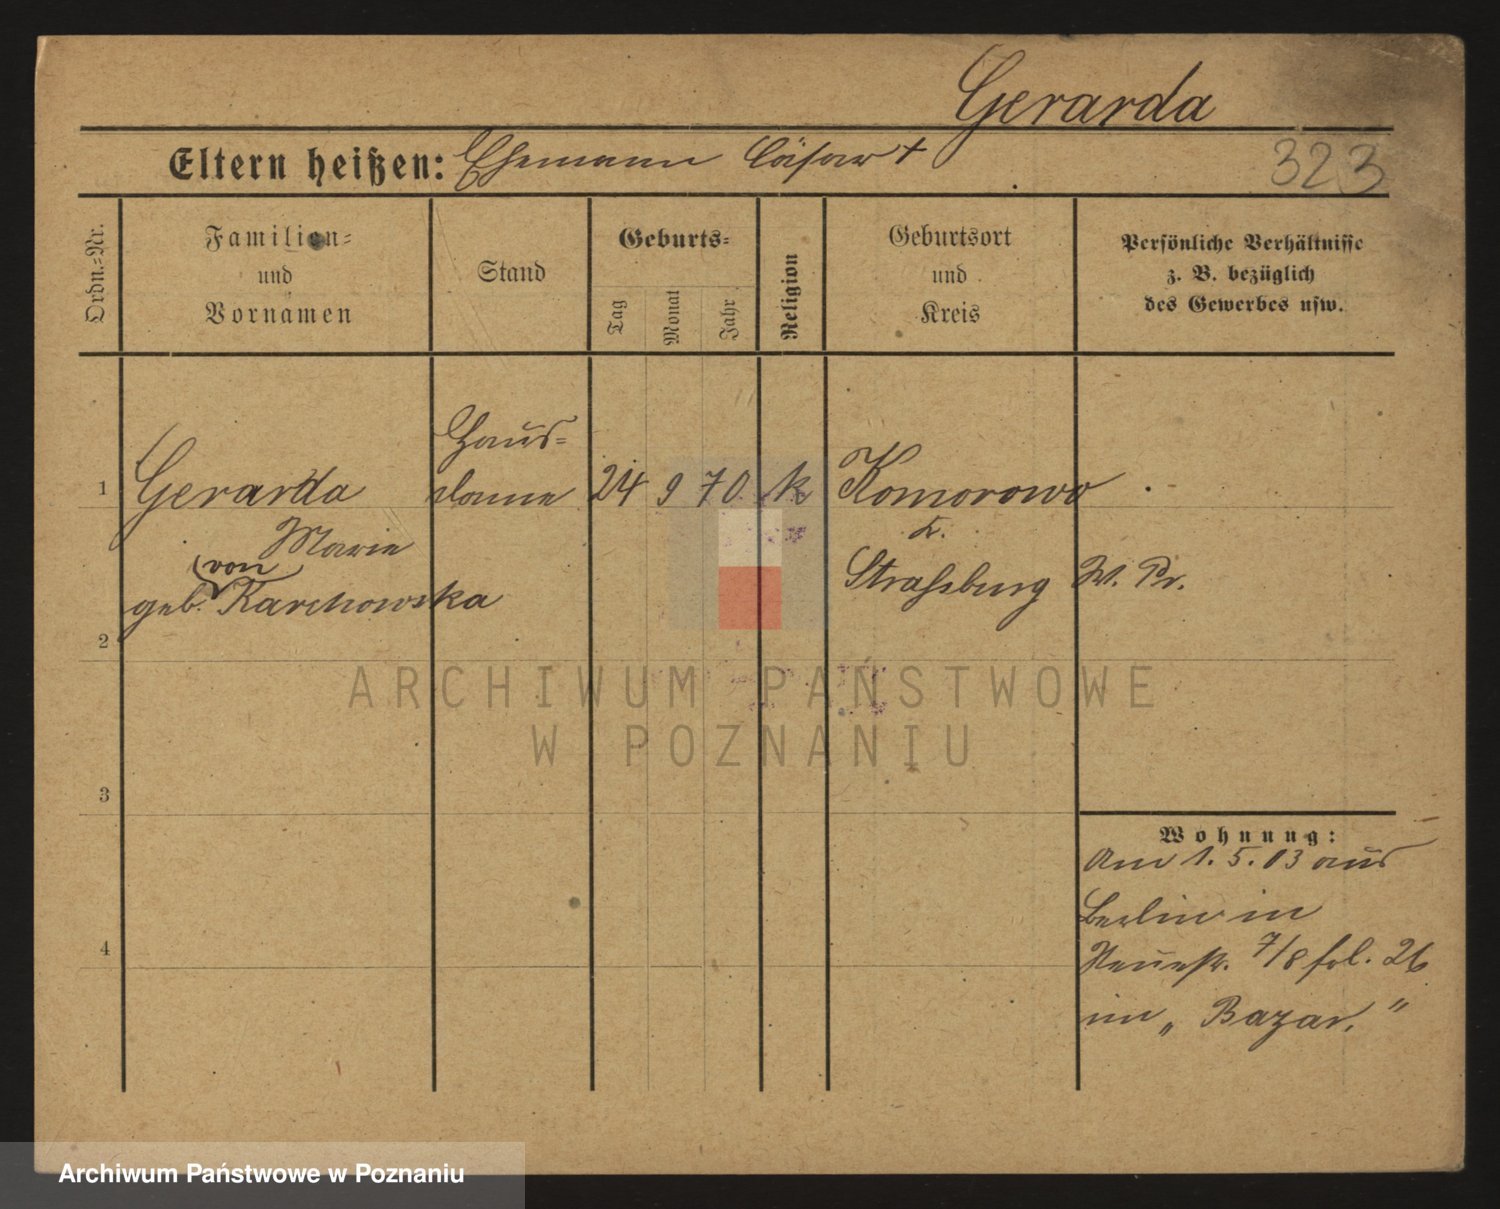 Gerarda
Eltern heißen: Ehemann Cäsar †
323
Ordn.-Nr.
Familien-
und
Vornamen
Stand
Geburts-
Tag
Monat
Jahr
Religion
Geburtsort
und
Kreis
Persönliche Verhältnisse
z. B. bezüglich
des Gewerbes usw.
Haus-
1 Gerarda dame 24 9 70 k Komorowo
Marie K.
von
geb. Karchowska Straßburg W. Pr.
2
ARCHIWUM PAŃSTWOWE
W POZNANIU
3
Wohnung:
Am 1. 5. 13 aus
Berlin in
4
Neuestr. 7/8 fol. 26
im „Bazar."
Archiwum Państwowe w Poznaniu